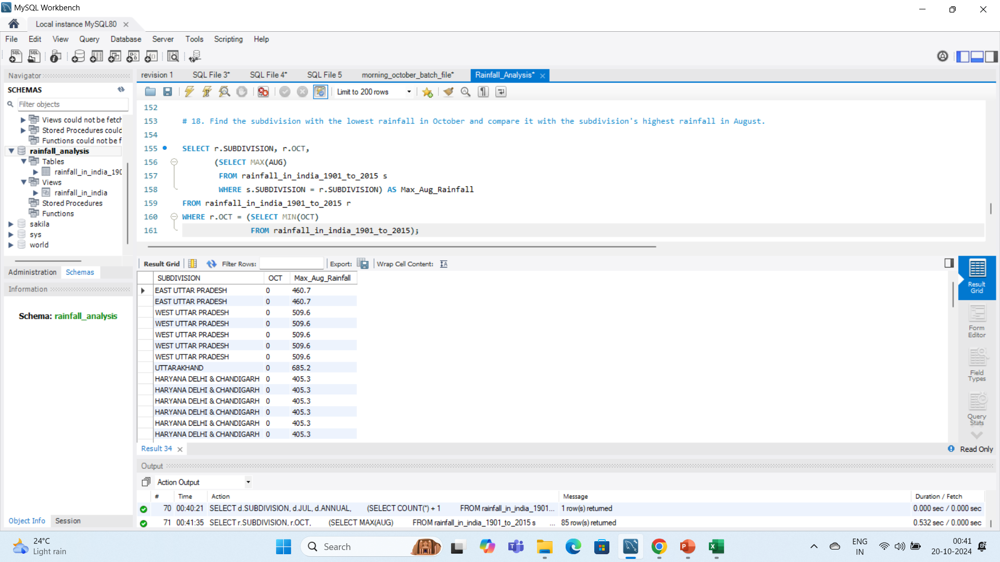 MySQL Workbench
Local instance MySQL80
File Edit View Query Database Server Tools Scripting Help
Navigator
SCHEMAS
Filter objects
Views could not be fetch
Stored Procedures could
Functions could not be f
rainfall_analysis
Tables
rainfall_in_india_190
Views
rainfall_in_india
Stored Procedures
Functions
sakila
sys
world
Administration Schemas
Information
Schema: rainfall_analysis
Object Info Session
revision 1 SQL File 3* SQL File 4* SQL File 5 morning_october_batch_file* Rainfall_Analysis*
Limit to 200 rows
152
153 # 18. Find the subdivision with the lowest rainfall in October and compare it with the subdivision's highest rainfall in August.
154
155 SELECT r.SUBDIVISION, r.OCT,
156 (SELECT MAX(AUG)
157 FROM rainfall_in_india_1901_to_2015 s
158 WHERE s.SUBDIVISION = r.SUBDIVISION) AS Max_Aug_Rainfall
159 FROM rainfall_in_india_1901_to_2015 r
160 WHERE r.OCT = (SELECT MIN(OCT)
161 FROM rainfall_in_india_1901_to_2015);
Result Grid Filter Rows: Export: Wrap Cell Content:
SUBDIVISION OCT Max_Aug_Rainfall
EAST UTTAR PRADESH 0 460.7
EAST UTTAR PRADESH 0 460.7
WEST UTTAR PRADESH 0 509.6
WEST UTTAR PRADESH 0 509.6
WEST UTTAR PRADESH 0 509.6
WEST UTTAR PRADESH 0 509.6
WEST UTTAR PRADESH 0 509.6
UTTARAKHAND 0 685.2
HARYANA DELHI & CHANDIGARH 0 405.3
HARYANA DELHI & CHANDIGARH 0 405.3
HARYANA DELHI & CHANDIGARH 0 405.3
HARYANA DELHI & CHANDIGARH 0 405.3
HARYANA DELHI & CHANDIGARH 0 405.3
HARYANA DELHI & CHANDIGARH 0 405.3
Result Grid
Form Editor
Field Types
Query Stats
Result 34
Read Only
Output
Action Output
# Time Action Message Duration / Fetch
70 00:40:21 SELECT d.SUBDIVISION, d.JUL, d.ANNUAL, (SELECT COUNT(*) + 1 FROM rainfall_in_india_1901... 1 row(s) returned 0.000 sec / 0.000 sec
71 00:41:35 SELECT r.SUBDIVISION, r.OCT, (SELECT MAX(AUG) FROM rainfall_in_india_1901_to_2015 s ... 85 row(s) returned 0.532 sec / 0.000 sec
24°C
Light rain
Search
ENG
IN
00:41
20-10-2024